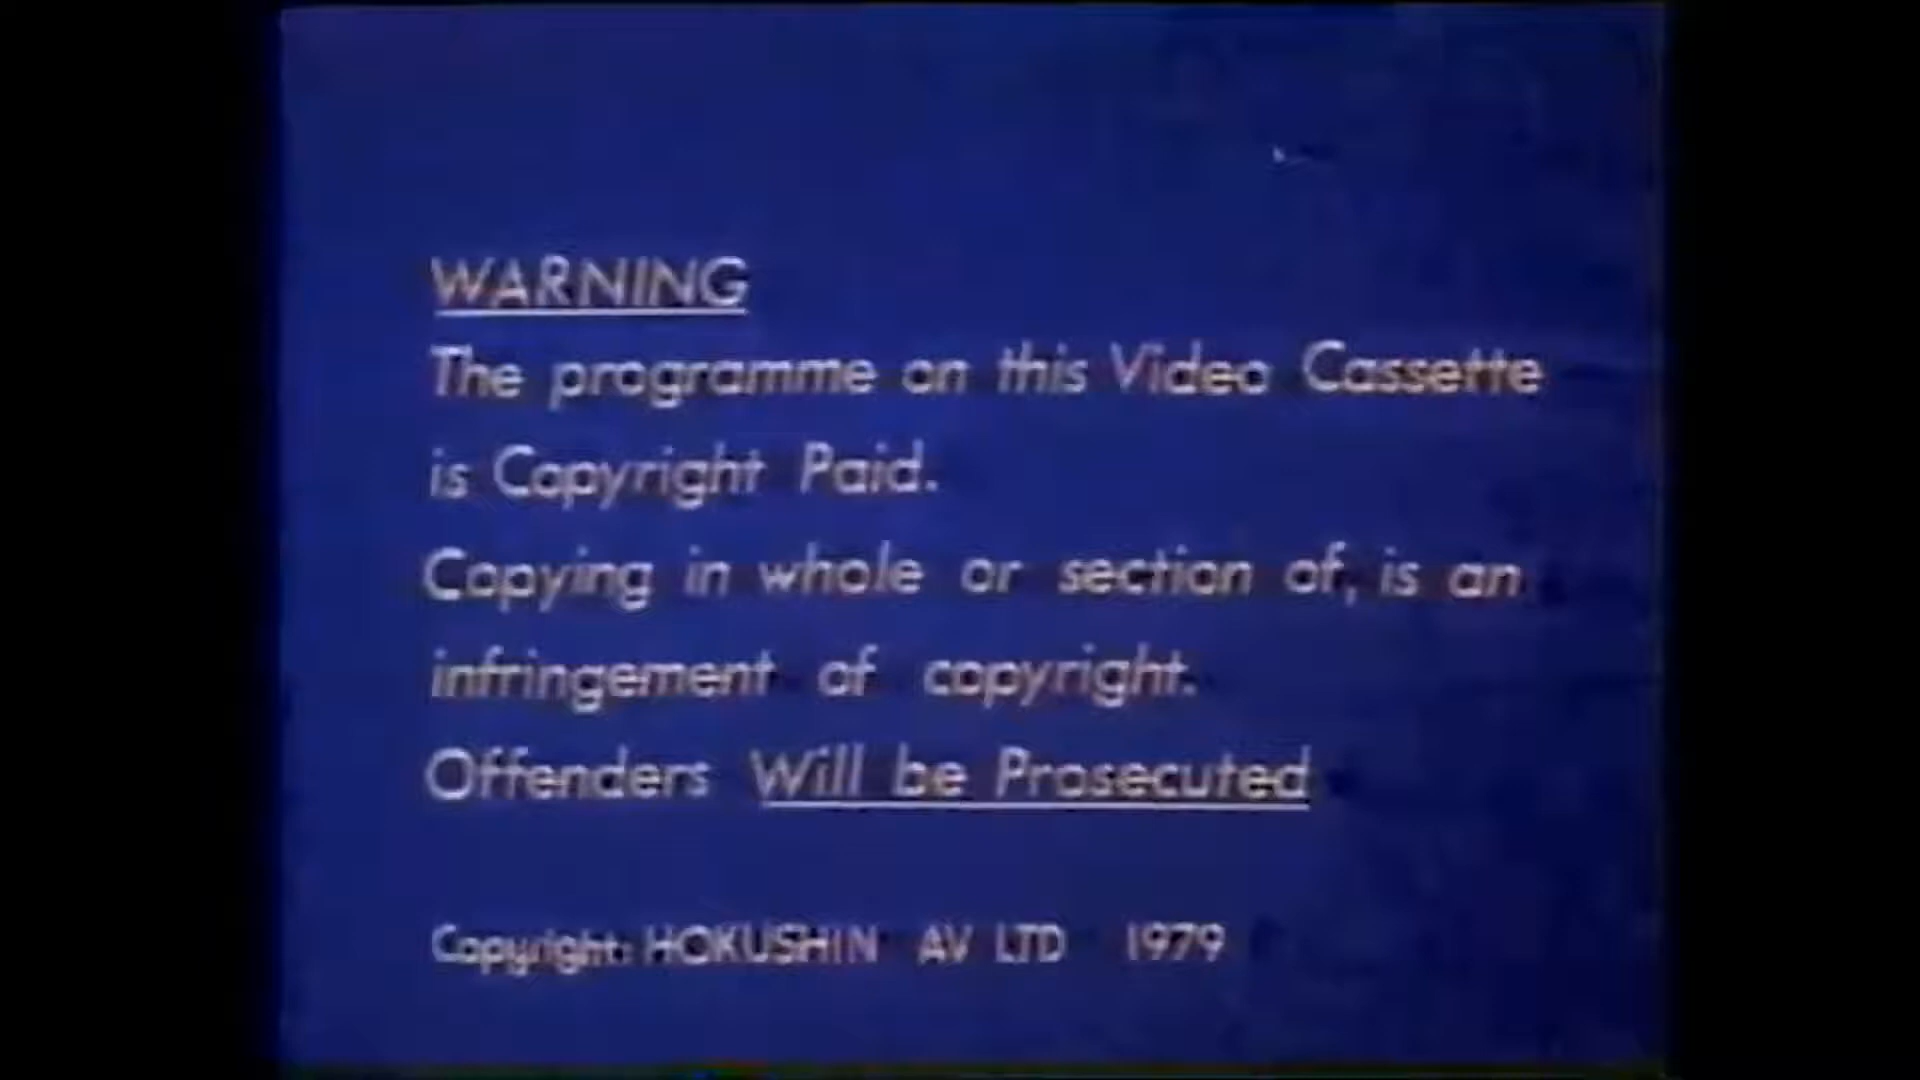 WARNING
The programme on this Video Cassette
is Copyright Paid.
Copying in whole or section of, is an
infringement of copyright.
Offenders Will be Prosecuted
Copyright: HOKUSHIN AV LTD 1979